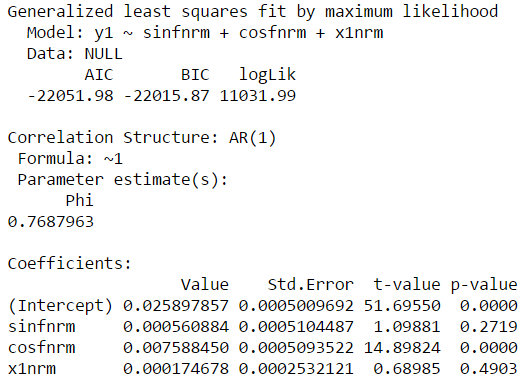 Generalized least squares fit by maximum likelihood
Model: y1 ~ sinfnrm + cosfnrm + x1nrm
Data: NULL
AIC BIC logLik
-22051.98 -22015.87 11031.99
Correlation Structure: AR(1)
Formula: ~1
Parameter estimate(s):
Phi
0.7687963
Coefficients:
Value Std.Error t-value p-value
(Intercept) 0.025897857 0.0005009692 51.69550 0.0000
sinfnrm 0.000560884 0.0005104487 1.09881 0.2719
cosfnrm 0.007588450 0.0005093522 14.89824 0.0000
x1nrm 0.000174678 0.0002532121 0.68985 0.4903